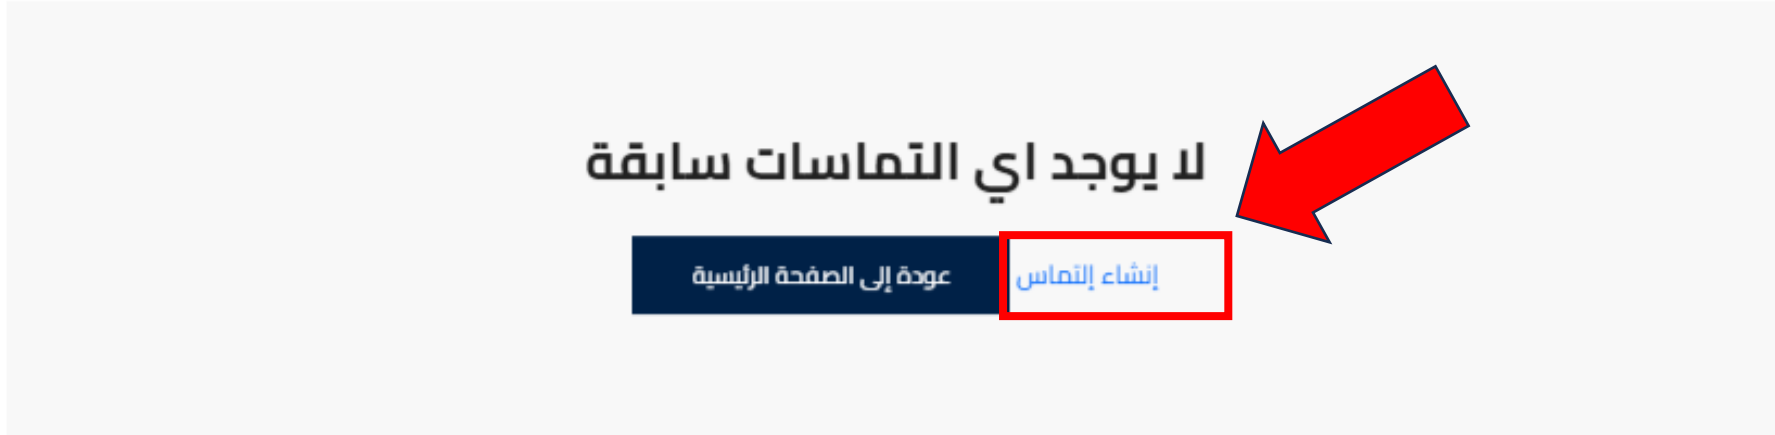 لا يوجد اي التماسات سابقة
إنشاء إلتماس عودة إلى الصفحة الرئيسية